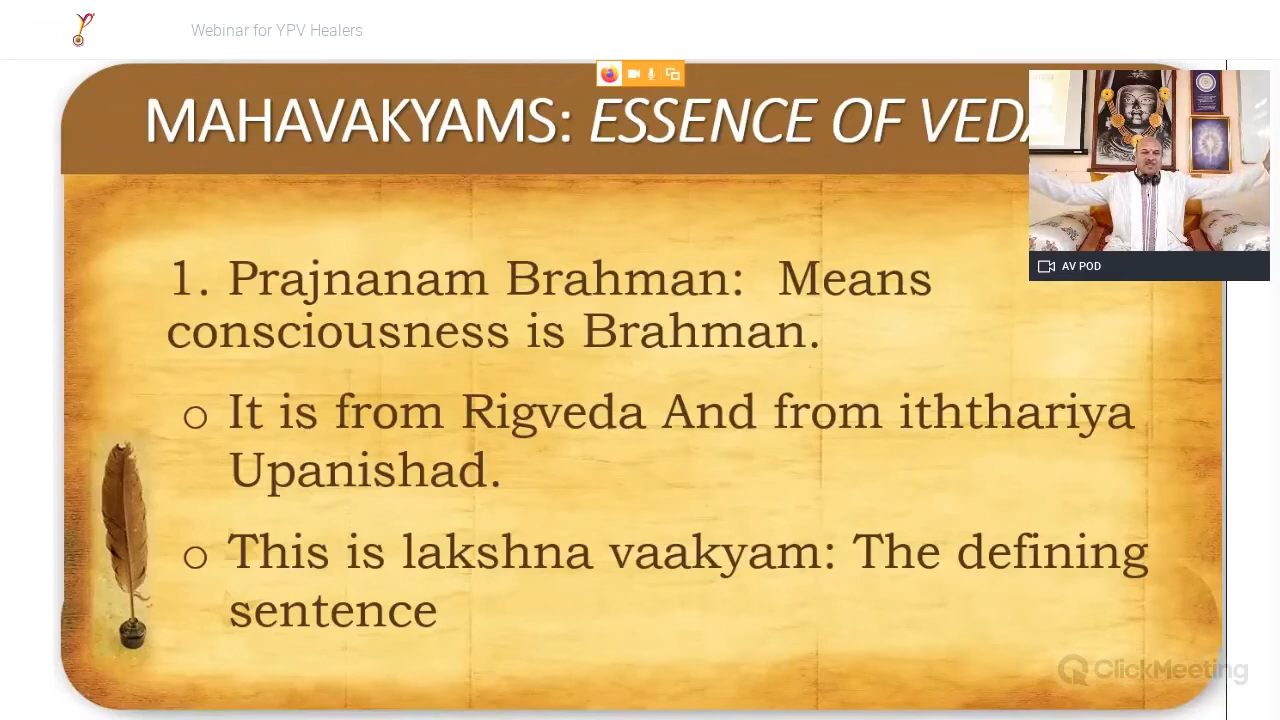 Webinar for YPV Healers
MAHAVAKYAMS: ESSENCE OF
AV POD
1. Prajnanam Brahman: Means
consciousness is Brahman.
o It is from Rigveda And from iththariya
Upanishad.
o This is lakshna vaakyam: The defining
sentence
ClickMeeting